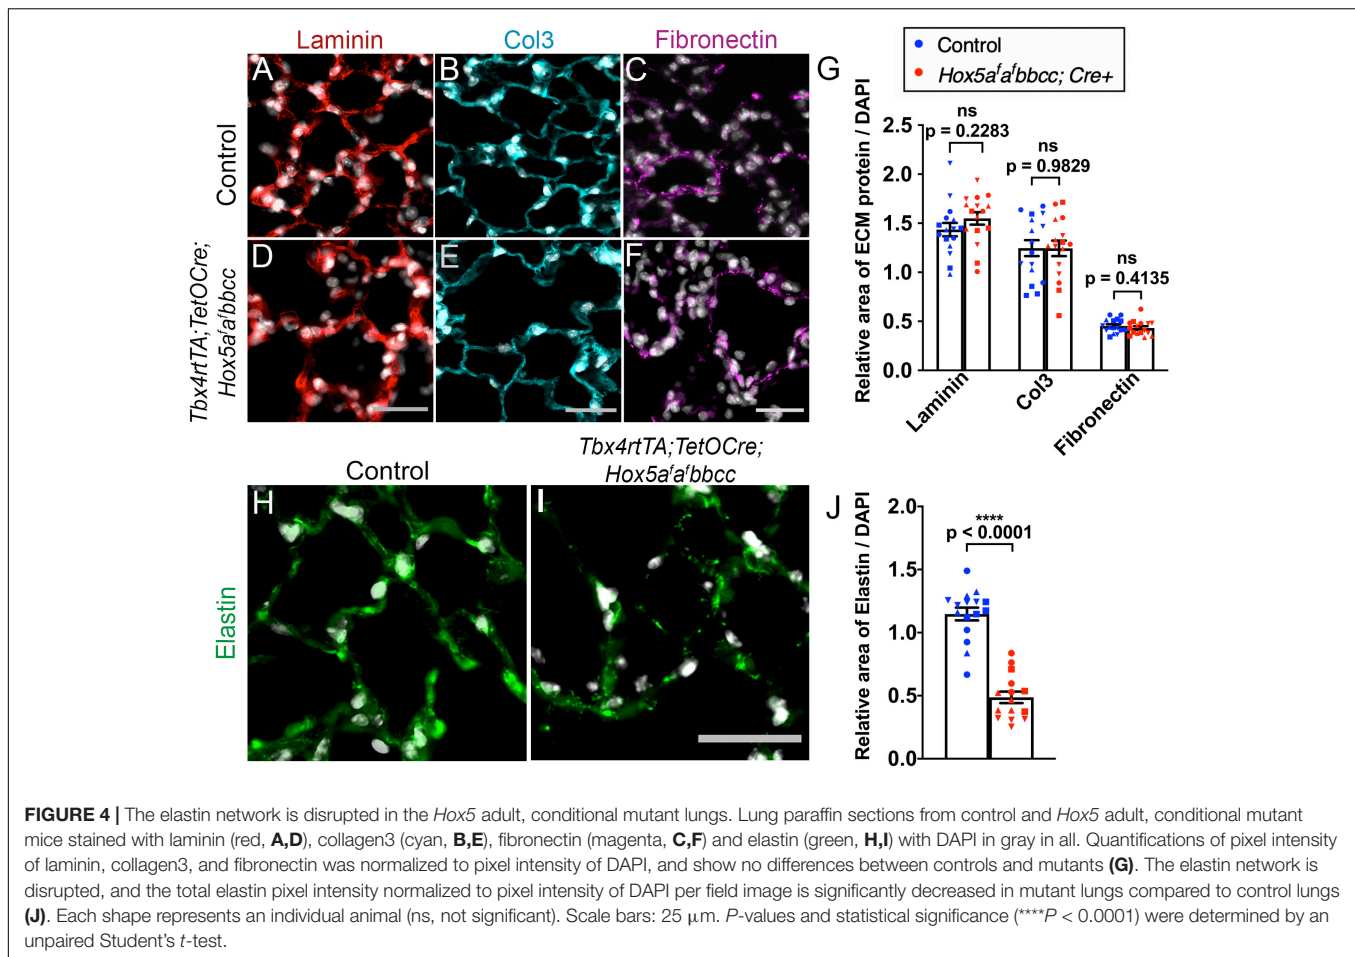 Laminin
Col3
Fibronectin
Control
Tbx4rtTA;TetOCre;
Hox5aᶠaᶠbbcc
A
B
C
D
E
F
G
Control
Hox5aᶠaᶠbbcc; Cre+
Relative area of ECM protein / DAPI
2.5
2.0
1.5
1.0
0.5
0.0
ns
p = 0.2283
ns
p = 0.9829
ns
p = 0.4135
Laminin
Col3
Fibronectin
Control
Tbx4rtTA;TetOCre;
Hox5aᶠaᶠbbcc
Elastin
H
I
J
Relative area of Elastin / DAPI
2.0
1.5
1.0
0.5
0.0
****
p < 0.0001
FIGURE 4 | The elastin network is disrupted in the Hox5 adult, conditional mutant lungs. Lung paraffin sections from control and Hox5 adult, conditional mutant
mice stained with laminin (red, A,D), collagen3 (cyan, B,E), fibronectin (magenta, C,F) and elastin (green, H,I) with DAPI in gray in all. Quantifications of pixel intensity
of laminin, collagen3, and fibronectin was normalized to pixel intensity of DAPI, and show no differences between controls and mutants (G). The elastin network is
disrupted, and the total elastin pixel intensity normalized to pixel intensity of DAPI per field image is significantly decreased in mutant lungs compared to control lungs
(J). Each shape represents an individual animal (ns, not significant). Scale bars: 25 μm. P-values and statistical significance (****P < 0.0001) were determined by an
unpaired Student's t-test.